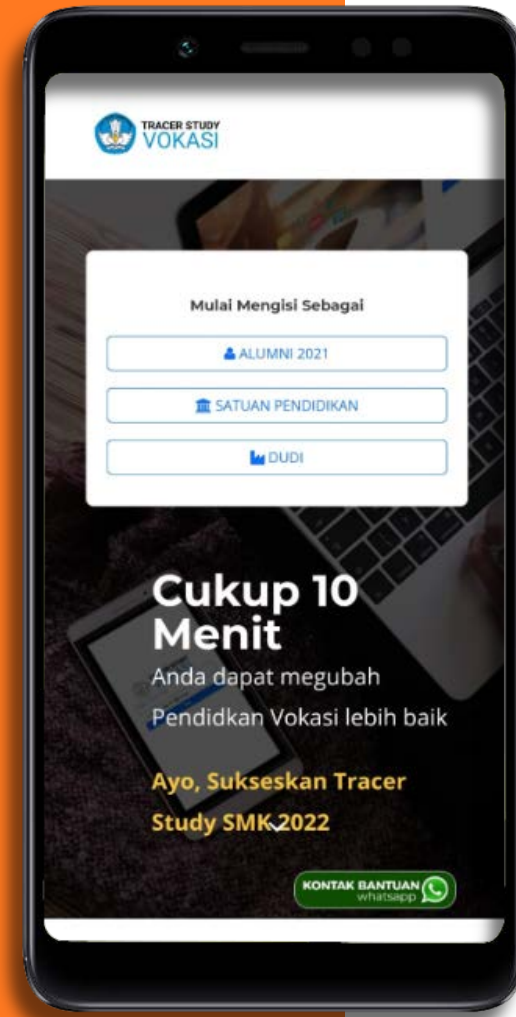 TRACER STUDY
VOKASI
Mulai Mengisi Sebagai
ALUMNI 2021
SATUAN PENDIDIKAN
DUDI
Cukup 10
Menit
Anda dapat megubah
Pendidkan Vokasi lebih baik
Ayo, Sukseskan Tracer
Study SMK 2022
KONTAK BANTUAN
whatsapp